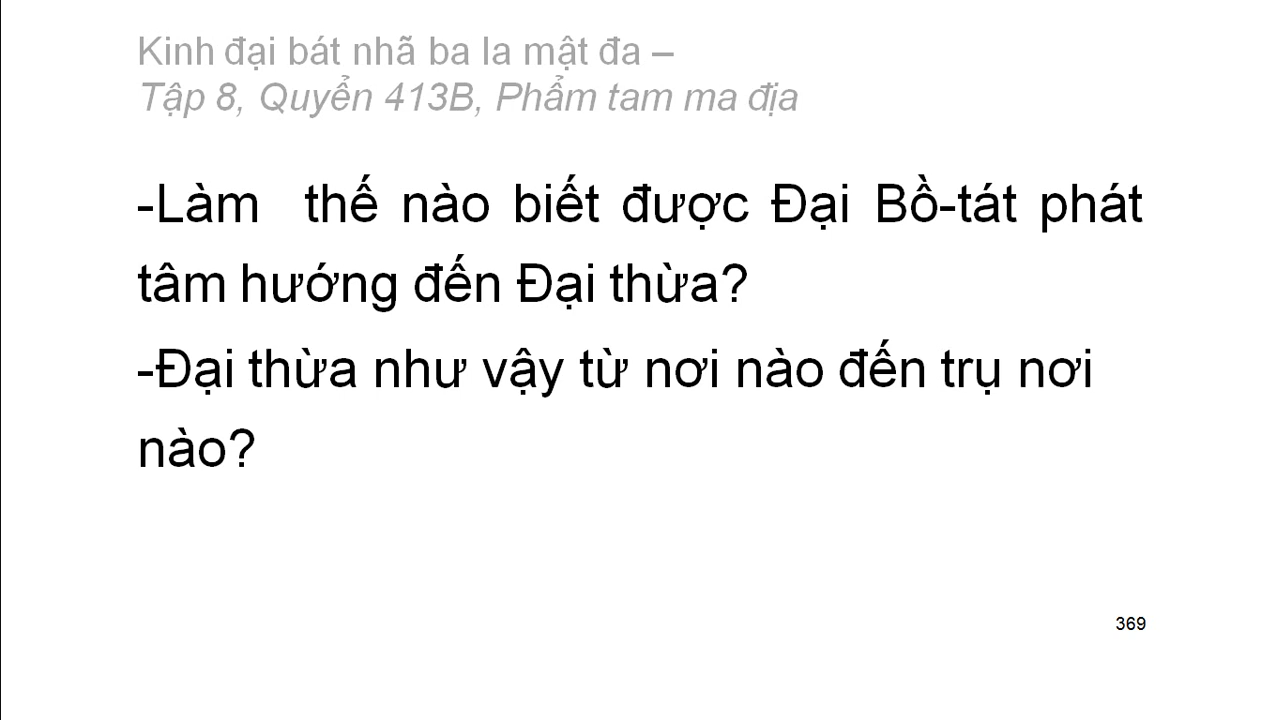 Kinh đại bát nhã ba la mật đa –
Tập 8, Quyển 413B, Phẩm tam ma địa
-Làm thế nào biết được Đại Bồ-tát phát
tâm hướng đến Đại thừa?
-Đại thừa như vậy từ nơi nào đến trụ nơi
nào?
369